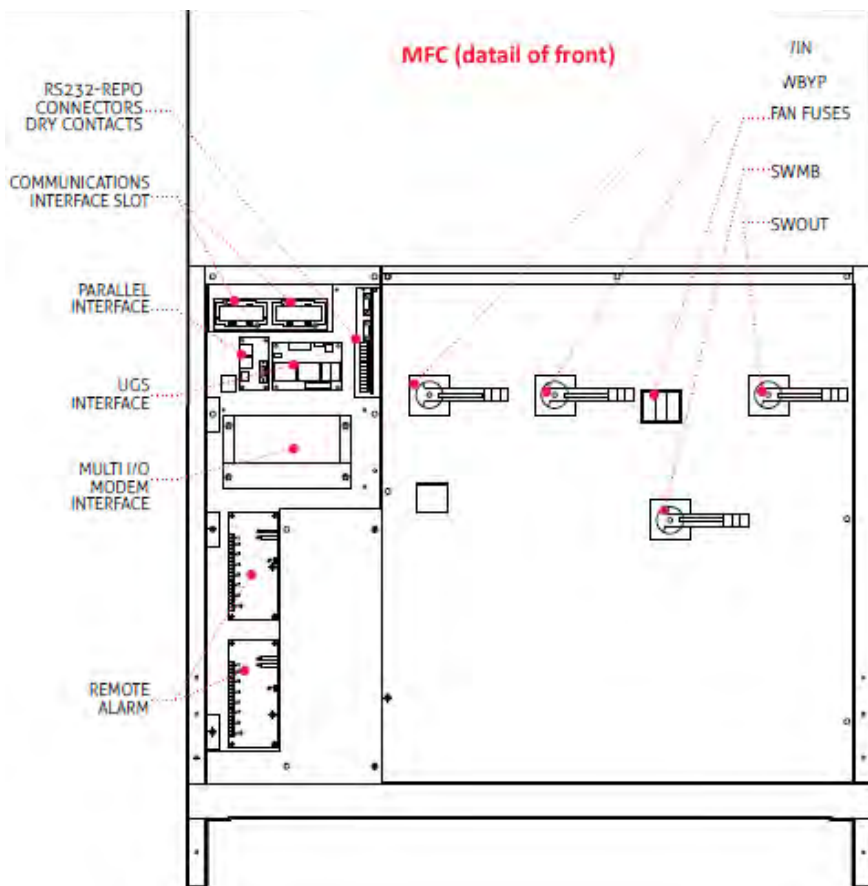 MFC (datail of front)
RS232-REPO
CONNECTORS
DRY CONTACTS
COMMUNICATIONS
INTERFACE SLOT
PARALLEL
INTERFACE
UGS
INTERFACE
MULTI I/O
MODEM
INTERFACE
REMOTE
ALARM
/IN
WBYP
FAN FUSES
SWMB
SWOUT